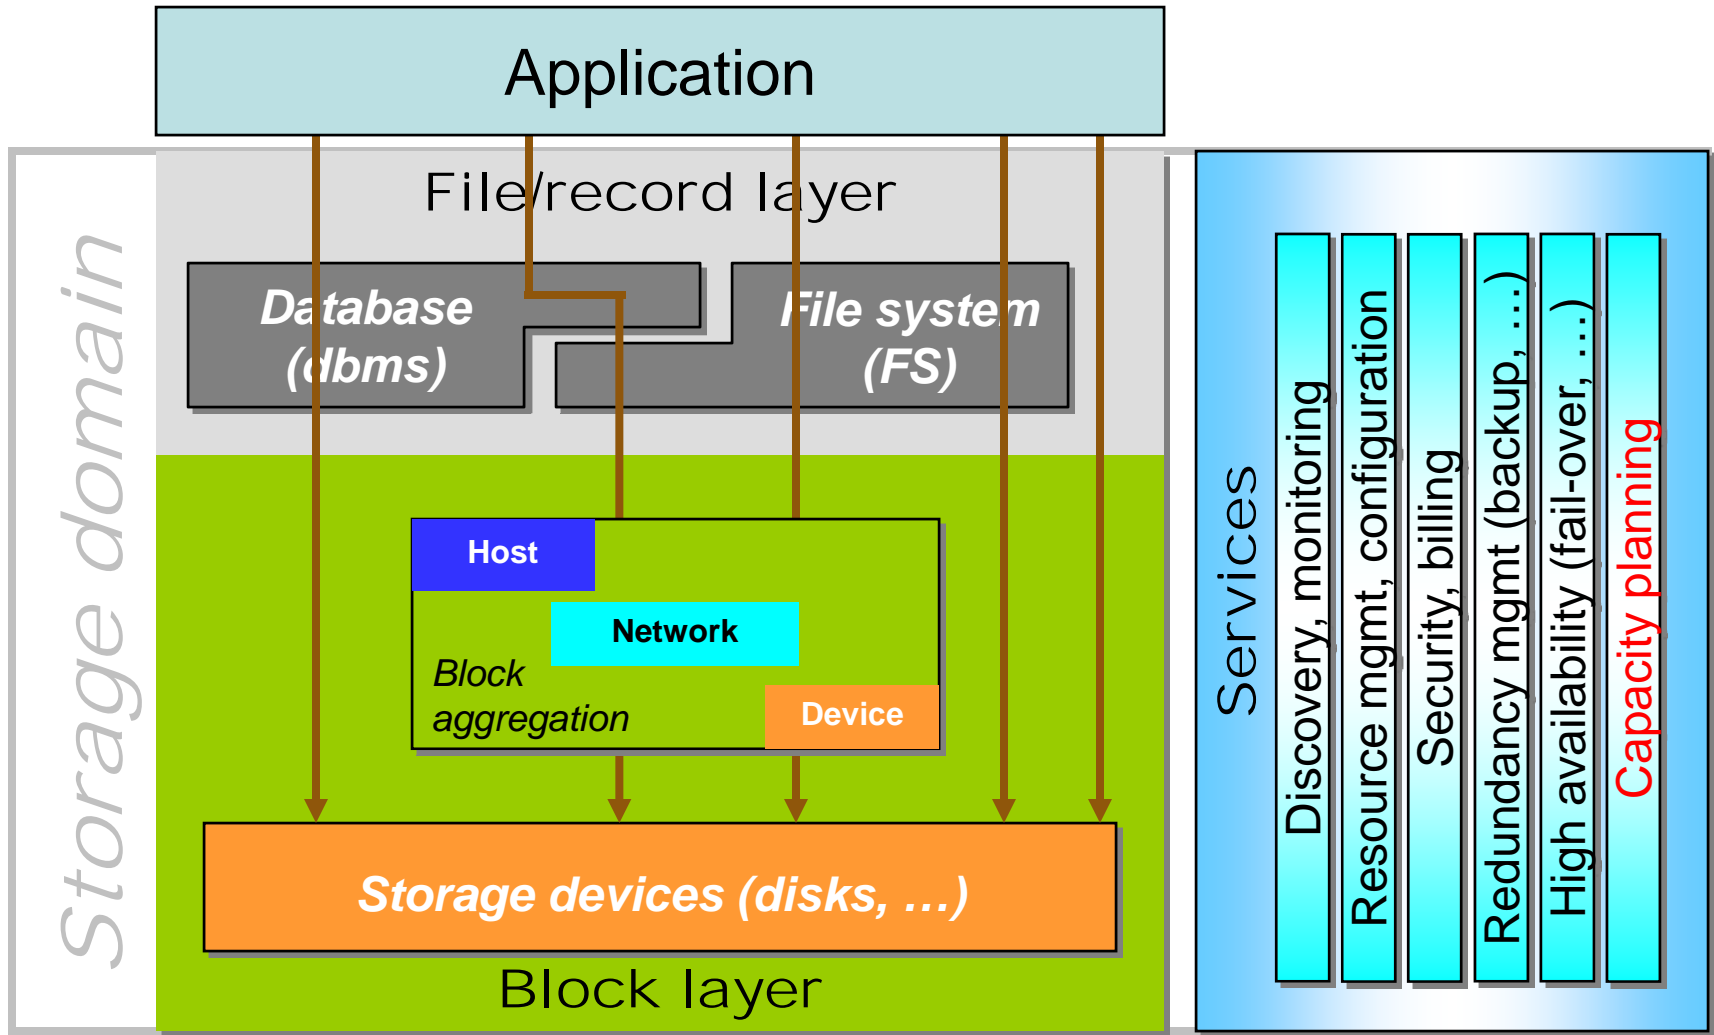 Application
Storage domain
File/record layer
Database
(dbms)
File system
(FS)
Host
Network
Block
aggregation
Device
Storage devices (disks, …)
Block layer
Services
Discovery, monitoring
Resource mgmt, configuration
Security, billing
Redundancy mgmt (backup, …)
High availability (fail-over, …)
Capacity planning